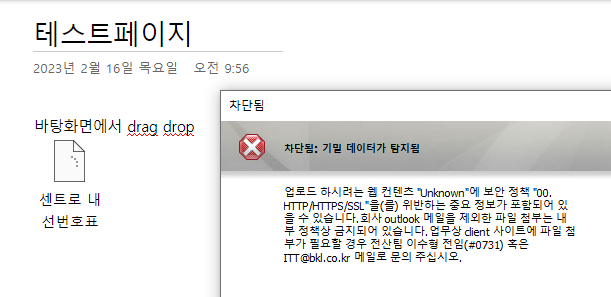 테스트페이지
2023년 2월 16일 목요일 오전 9:56
바탕화면에서 drag drop
센트로 내
선번호표
차단됨
차단됨: 기밀 데이터가 탐지됨
업로드 하시려는 웹 컨텐츠 "Unknown"에 보안 정책 "00.
HTTP/HTTPS/SSL"을(를) 위반하는 중요 정보가 포함되어 있
을 수 있습니다.회사 outlook 메일을 제외한 파일 첨부는 내
부 정책상 금지되어 있습니다.업무상 client 사이트에 파일 첨
부가 필요할 경우 전산팀 이수형 전임(#0731) 혹은
ITT@bkl.co.kr 메일로 문의 주십시오.